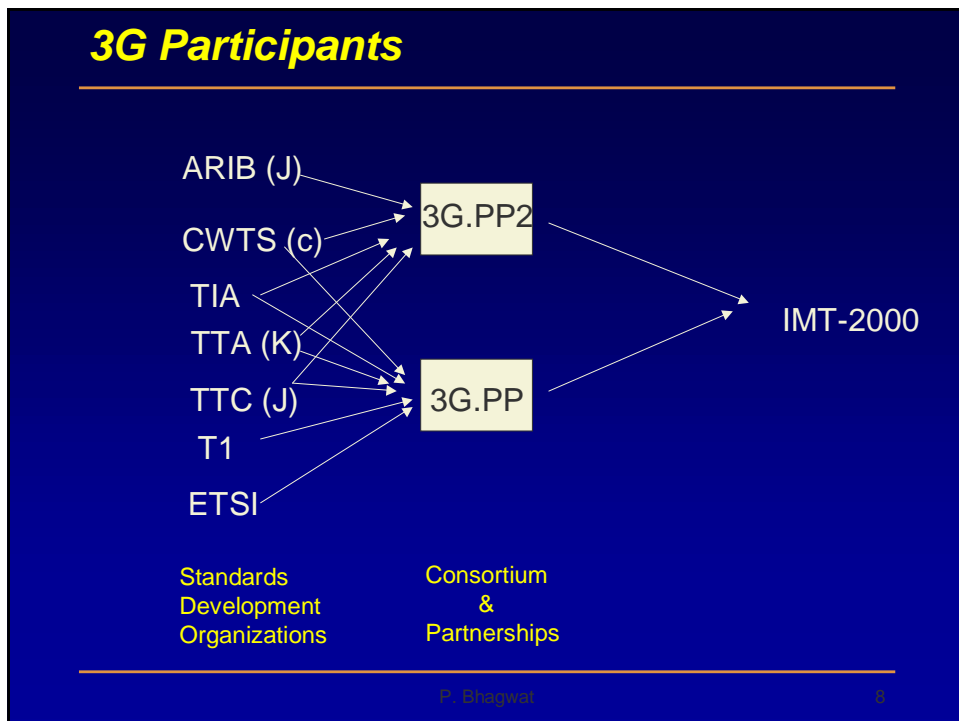 3G Participants
ARIB (J)
CWTS (c)
TIA
TTA (K)
TTC (J)
T1
ETSI
3G.PP2
3G.PP
IMT-2000
Standards
Development
Organizations
Consortium
&
Partnerships
P. Bhagwat
8